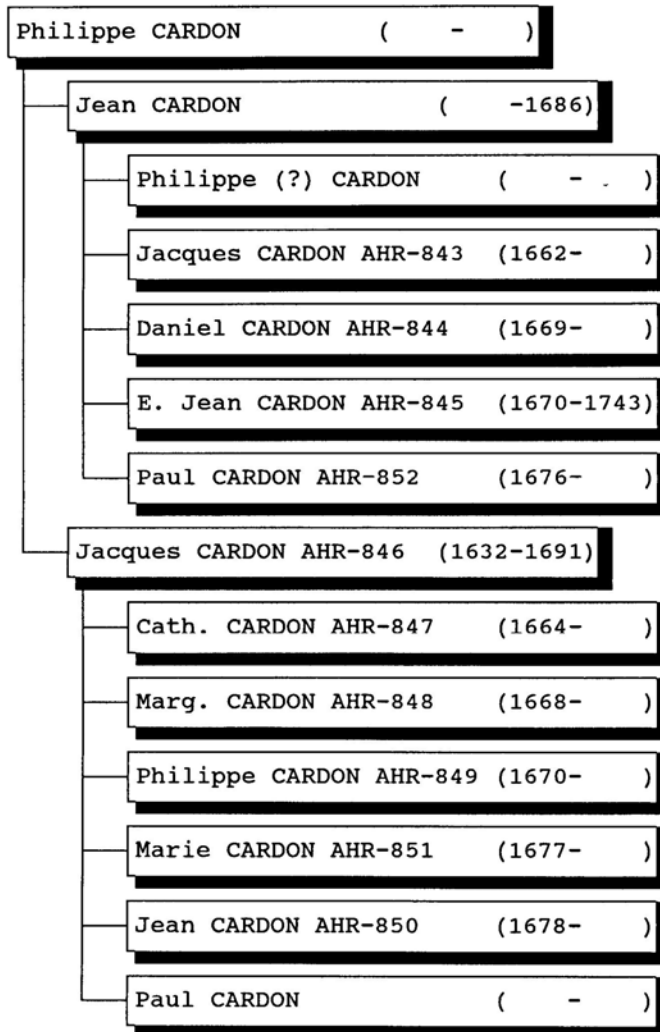 Philippe CARDON ( - )
Jean CARDON ( -1686)
Philippe (?) CARDON ( - )
Jacques CARDON AHR-843 (1662- )
Daniel CARDON AHR-844 (1669- )
E. Jean CARDON AHR-845 (1670-1743)
Paul CARDON AHR-852 (1676- )
Jacques CARDON AHR-846 (1632-1691)
Cath. CARDON AHR-847 (1664- )
Marg. CARDON AHR-848 (1668- )
Philippe CARDON AHR-849 (1670- )
Marie CARDON AHR-851 (1677- )
Jean CARDON AHR-850 (1678- )
Paul CARDON ( - )